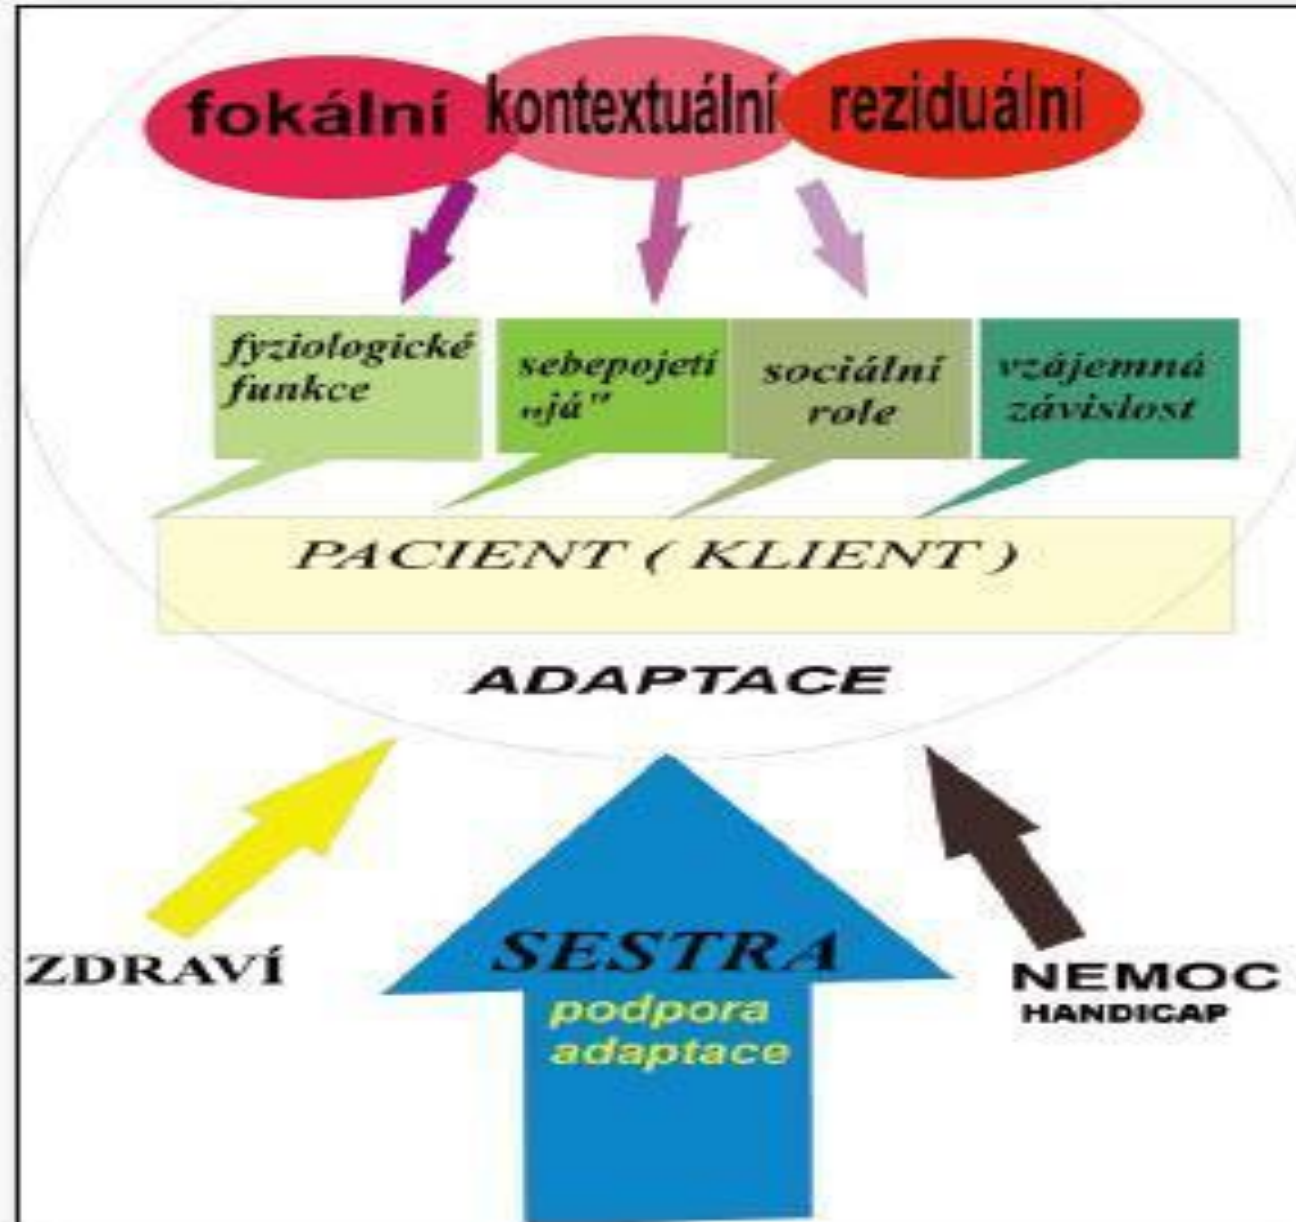 fokální kontextuální reziduální
fyziologické
funkce
sebepojetí
„já"
sociální
role
vzájemná
závislost
PACIENT ( KLIENT )
ADAPTACE
ZDRAVÍ
SESTRA
podpora
adaptace
NEMOC
HANDICAP